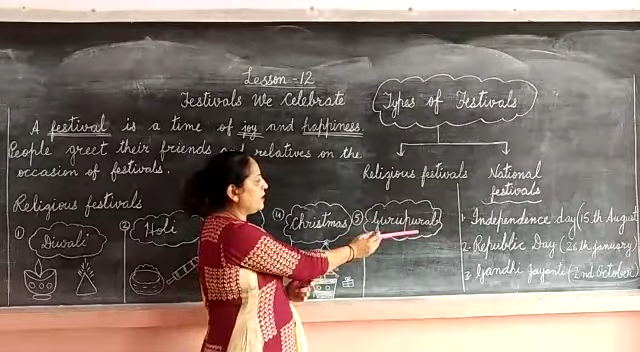 Lesson - 12
Festivals We Celebrate
A festival is a time of joy and happiness.
People greet their friends and relatives on the
occasion of festivals.
Religious festivals
① Diwali
② Holi
④ Christmas
⑤ Gurupurab
Types of Festivals
Religious festivals
National
festivals
1. Independence day (15th August
2. Republic Day (26th January)
3. Gandhi Jayanti (2nd October